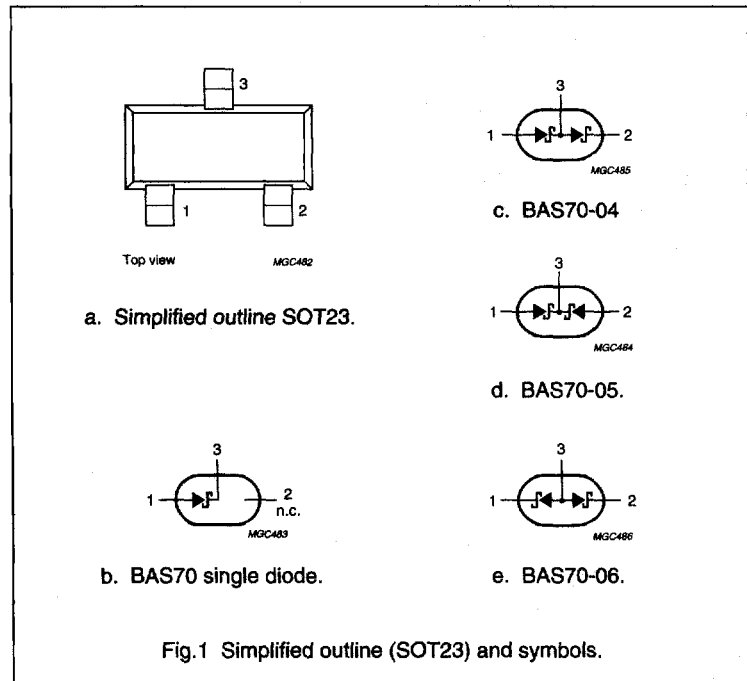 3
1
2
Top view
MGC482
a. Simplified outline SOT23.
3
1
2
n.c.
MGC483
b. BAS70 single diode.
3
1
2
MGC485
c. BAS70-04
3
1
2
MGC484
d. BAS70-05.
3
1
2
MGC486
e. BAS70-06.
Fig.1 Simplified outline (SOT23) and symbols.